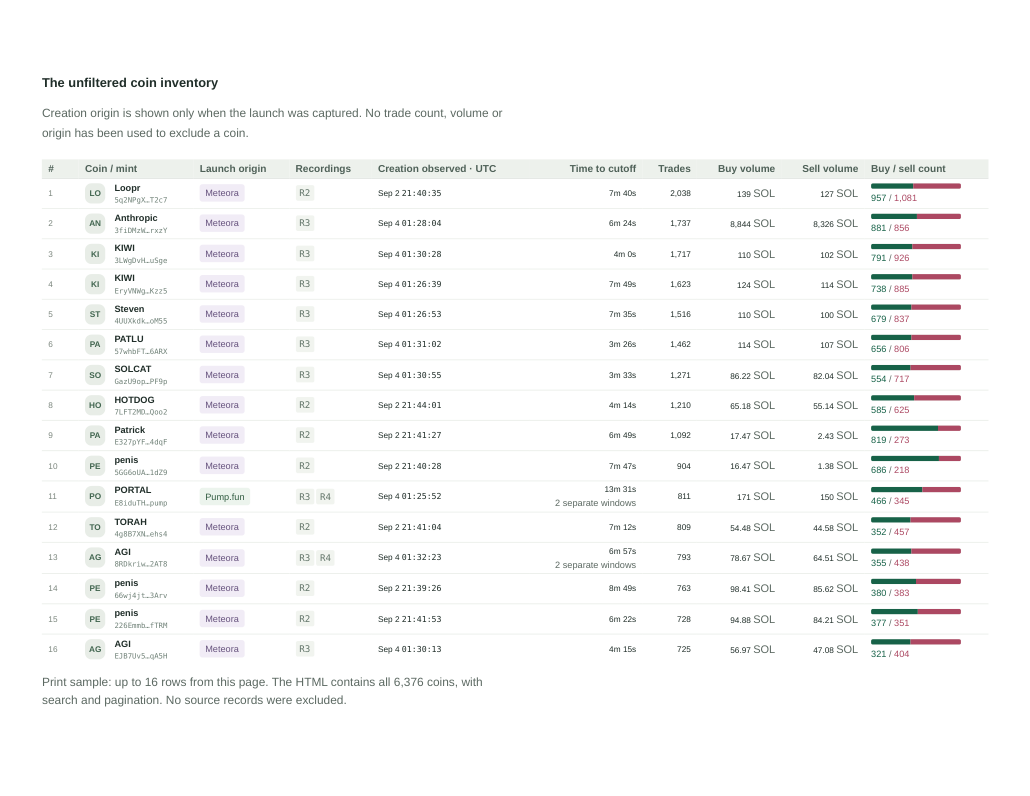 The unfiltered coin inventory
Creation origin is shown only when the launch was captured. No trade count, volume or
origin has been used to exclude a coin.
# Coin / mint Launch origin Recordings Creation observed · UTC Time to cutoff Trades Buy volume Sell volume Buy / sell count
1 LO Loopr 5q2NPgX…T2c7 Meteora R2 Sep 2 21:40:35 7m 40s 2,038 139 SOL 127 SOL 957 / 1,081
2 AN Anthropic 3fiDMzW…rxzY Meteora R3 Sep 4 01:28:04 6m 24s 1,737 8,844 SOL 8,326 SOL 881 / 856
3 KI KIWI 3LWgDvH…uSge Meteora R3 Sep 4 01:30:28 4m 0s 1,717 110 SOL 102 SOL 791 / 926
4 KI KIWI EryVNWg…Kzz5 Meteora R3 Sep 4 01:26:39 7m 49s 1,623 124 SOL 114 SOL 738 / 885
5 ST Steven 4UUXkdk…oM55 Meteora R3 Sep 4 01:26:53 7m 35s 1,516 110 SOL 100 SOL 679 / 837
6 PA PATLU 57whbFT…6ARX Meteora R3 Sep 4 01:31:02 3m 26s 1,462 114 SOL 107 SOL 656 / 806
7 SO SOLCAT GazU9op…PF9p Meteora R3 Sep 4 01:30:55 3m 33s 1,271 86.22 SOL 82.04 SOL 554 / 717
8 HO HOTDOG 7LFT2MD…Qoo2 Meteora R2 Sep 2 21:44:01 4m 14s 1,210 65.18 SOL 55.14 SOL 585 / 625
9 PA Patrick E327pYF…4dqF Meteora R2 Sep 2 21:41:27 6m 49s 1,092 17.47 SOL 2.43 SOL 819 / 273
10 PE penis 5GG6oUA…1dZ9 Meteora R2 Sep 2 21:40:28 7m 47s 904 16.47 SOL 1.38 SOL 686 / 218
11 PO PORTAL E8iduTH…pump Pump.fun R3 R4 Sep 4 01:25:52 13m 31s 2 separate windows 811 171 SOL 150 SOL 466 / 345
12 TO TORAH 4g8B7XN…ehs4 Meteora R2 Sep 2 21:41:04 7m 12s 809 54.48 SOL 44.58 SOL 352 / 457
13 AG AGI 8RDkriw…2AT8 Meteora R3 R4 Sep 4 01:32:23 6m 57s 2 separate windows 793 78.67 SOL 64.51 SOL 355 / 438
14 PE penis 66wj4jt…3Arv Meteora R2 Sep 2 21:39:26 8m 49s 763 98.41 SOL 85.62 SOL 380 / 383
15 PE penis 226Emmb…fTRM Meteora R2 Sep 2 21:41:53 6m 22s 728 94.88 SOL 84.21 SOL 377 / 351
16 AG AGI EJB7Uv5…qA5H Meteora R3 Sep 4 01:30:13 4m 15s 725 56.97 SOL 47.08 SOL 321 / 404
Print sample: up to 16 rows from this page. The HTML contains all 6,376 coins, with
search and pagination. No source records were excluded.